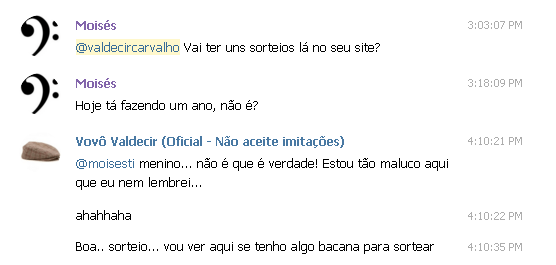 Moisés 3:03:07 PM
@valdecircarvalho Vai ter uns sorteios lá no seu site?
Moisés 3:18:09 PM
Hoje tá fazendo um ano, não é?
Vovô Valdecir (Oficial - Não aceite imitações) 4:10:21 PM
@moisesti menino... não é que é verdade! Estou tão maluco aqui
que eu nem lembrei...
ahahhaha 4:10:22 PM
Boa.. sorteio... vou ver aqui se tenho algo bacana para sortear 4:10:35 PM